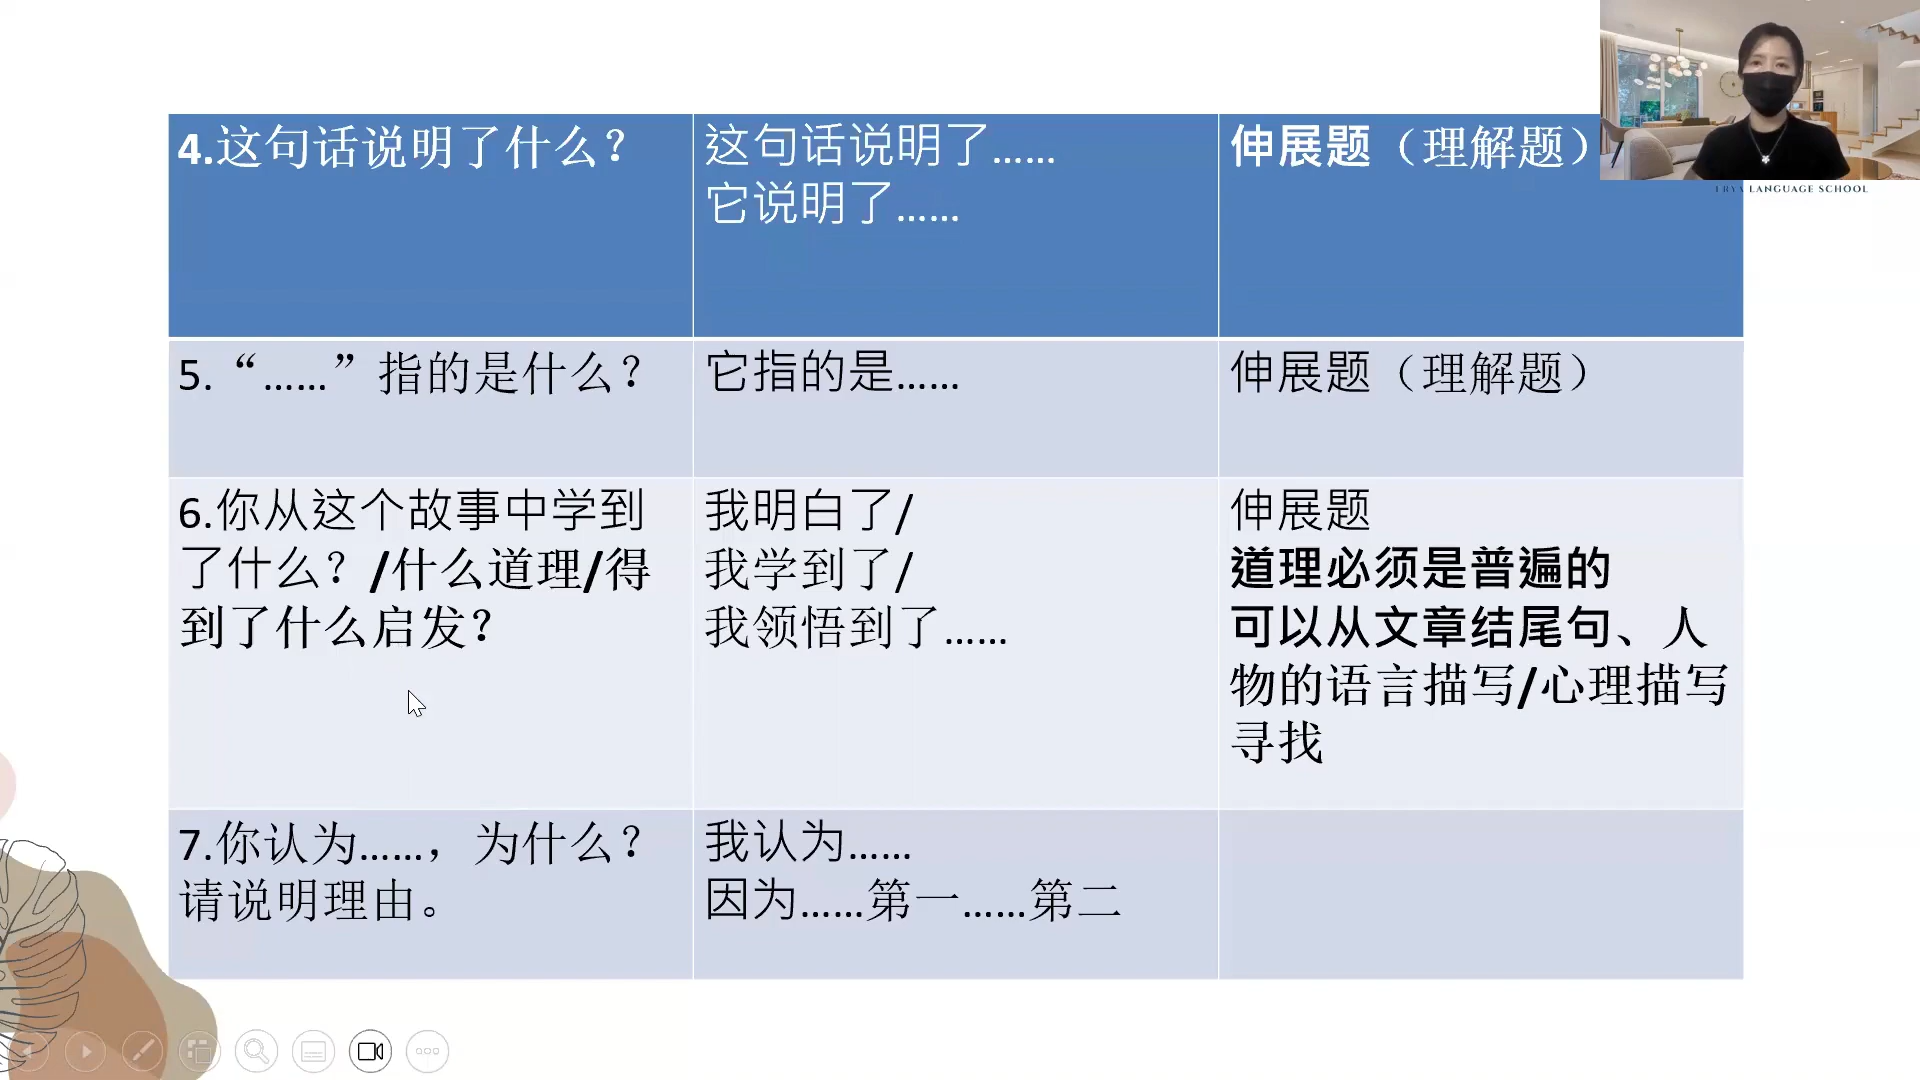 4.这句话说明了什么？
这句话说明了……
它说明了……
伸展题（理解题）
LANGUAGE SCHOOL
5.“……”指的是什么？
它指的是……
伸展题（理解题）
6.你从这个故事中学到
了什么？/什么道理/得
到了什么启发？
我明白了/
我学到了/
我领悟到了……
伸展题
道理必须是普遍的
可以从文章结尾句、人
物的语言描写/心理描写
寻找
7.你认为……，为什么？
请说明理由。
我认为……
因为……第一……第二